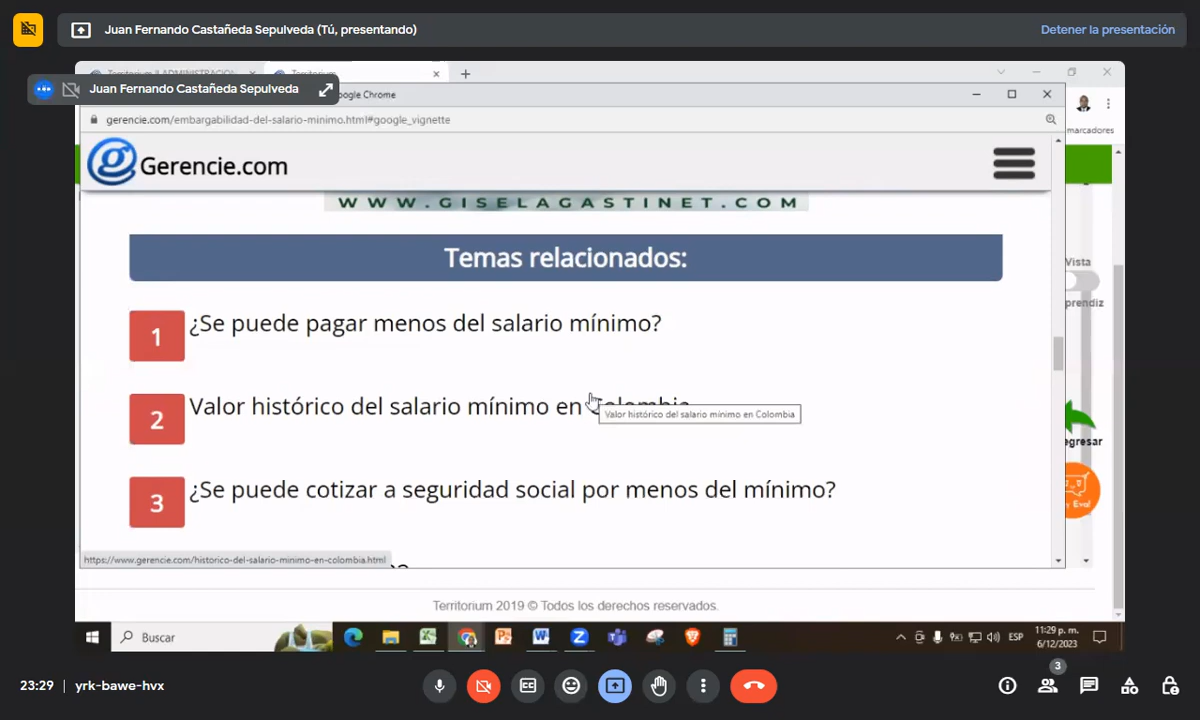 Juan Fernando Castañeda Sepulveda (Tú, presentando)
Detener la presentación
Juan Fernando Castañeda Sepulveda
ogle Chrome
gerencie.com/embargabilidad-del-salario-minimo.html#google_vignette
marcadores
Gerencie.com
WWW.GISELAGASTINET.COM
Temas relacionados:
Vista
prendiz
1 ¿Se puede pagar menos del salario mínimo?
2 Valor histórico del salario mínimo en Colombia
Valor histórico del salario mínimo en Colombia
egresar
3 ¿Se puede cotizar a seguridad social por menos del mínimo?
https://www.gerencie.com/historico-del-salario-minimo-en-colombia.html
Territorium 2019 © Todos los derechos reservados.
Buscar
ESP
11:29 p. m.
6/12/2023
23:29 | yrk-bawe-hvx
3